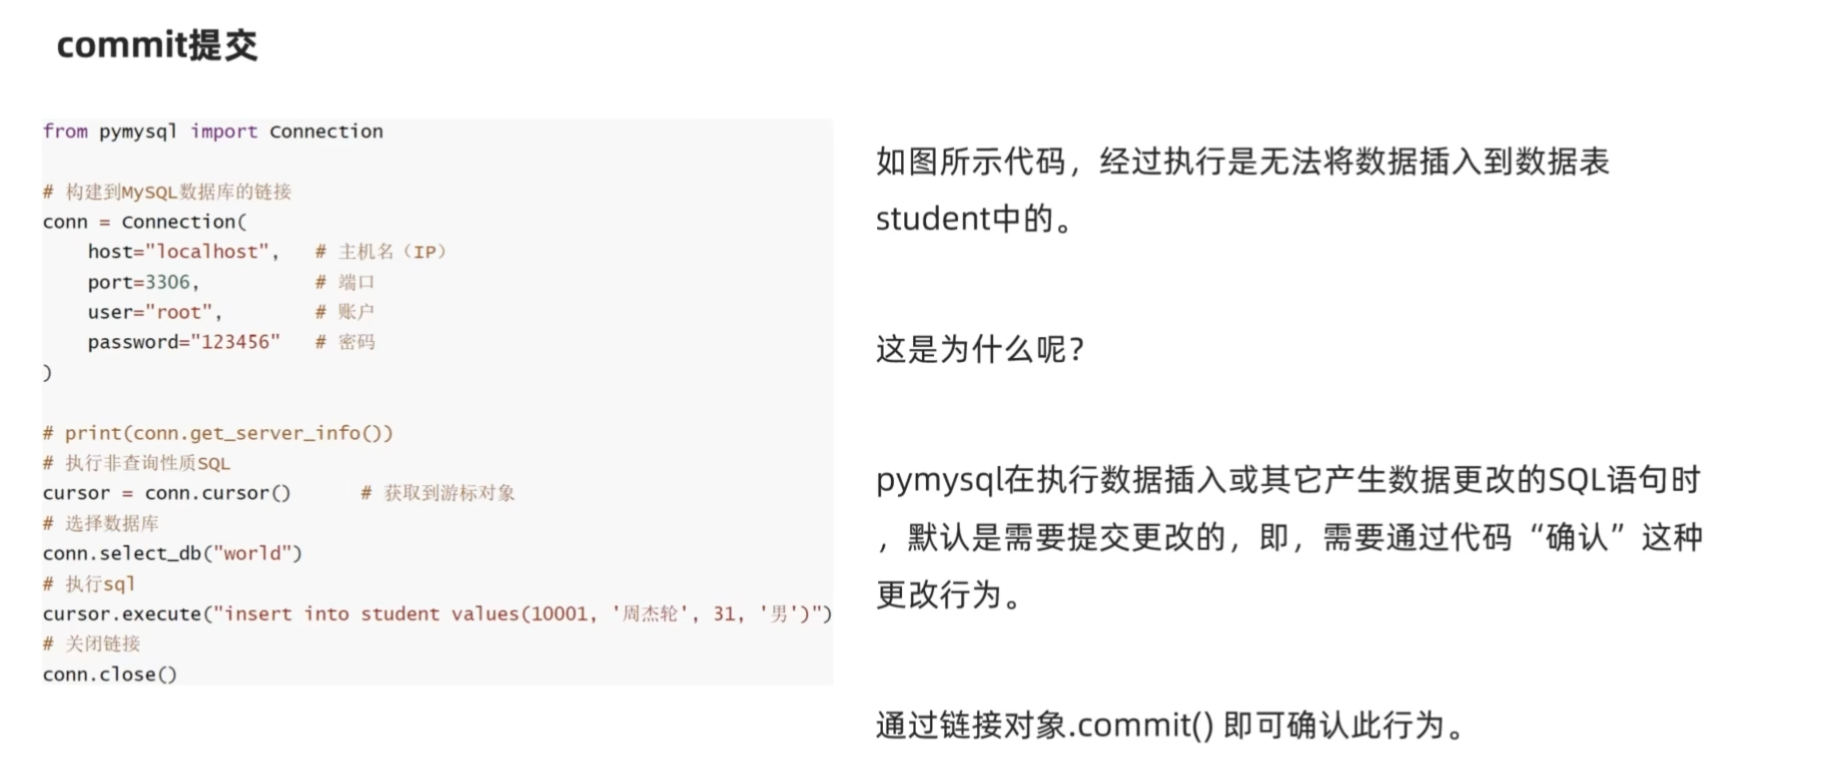 commit提交
from pymysql import Connection
# 构建到MySQL数据库的链接
conn = Connection(
    host="localhost",   # 主机名（IP）
    port=3306,          # 端口
    user="root",        # 账户
    password="123456"   # 密码
)
# print(conn.get_server_info())
# 执行非查询性质SQL
cursor = conn.cursor()      # 获取到游标对象
# 选择数据库
conn.select_db("world")
# 执行sql
cursor.execute("insert into student values(10001, '周杰轮', 31, '男')")
# 关闭链接
conn.close()
如图所示代码，经过执行是无法将数据插入到数据表
student中的。
这是为什么呢？
pymysql在执行数据插入或其它产生数据更改的SQL语句时
，默认是需要提交更改的，即，需要通过代码“确认”这种
更改行为。
通过链接对象.commit() 即可确认此行为。